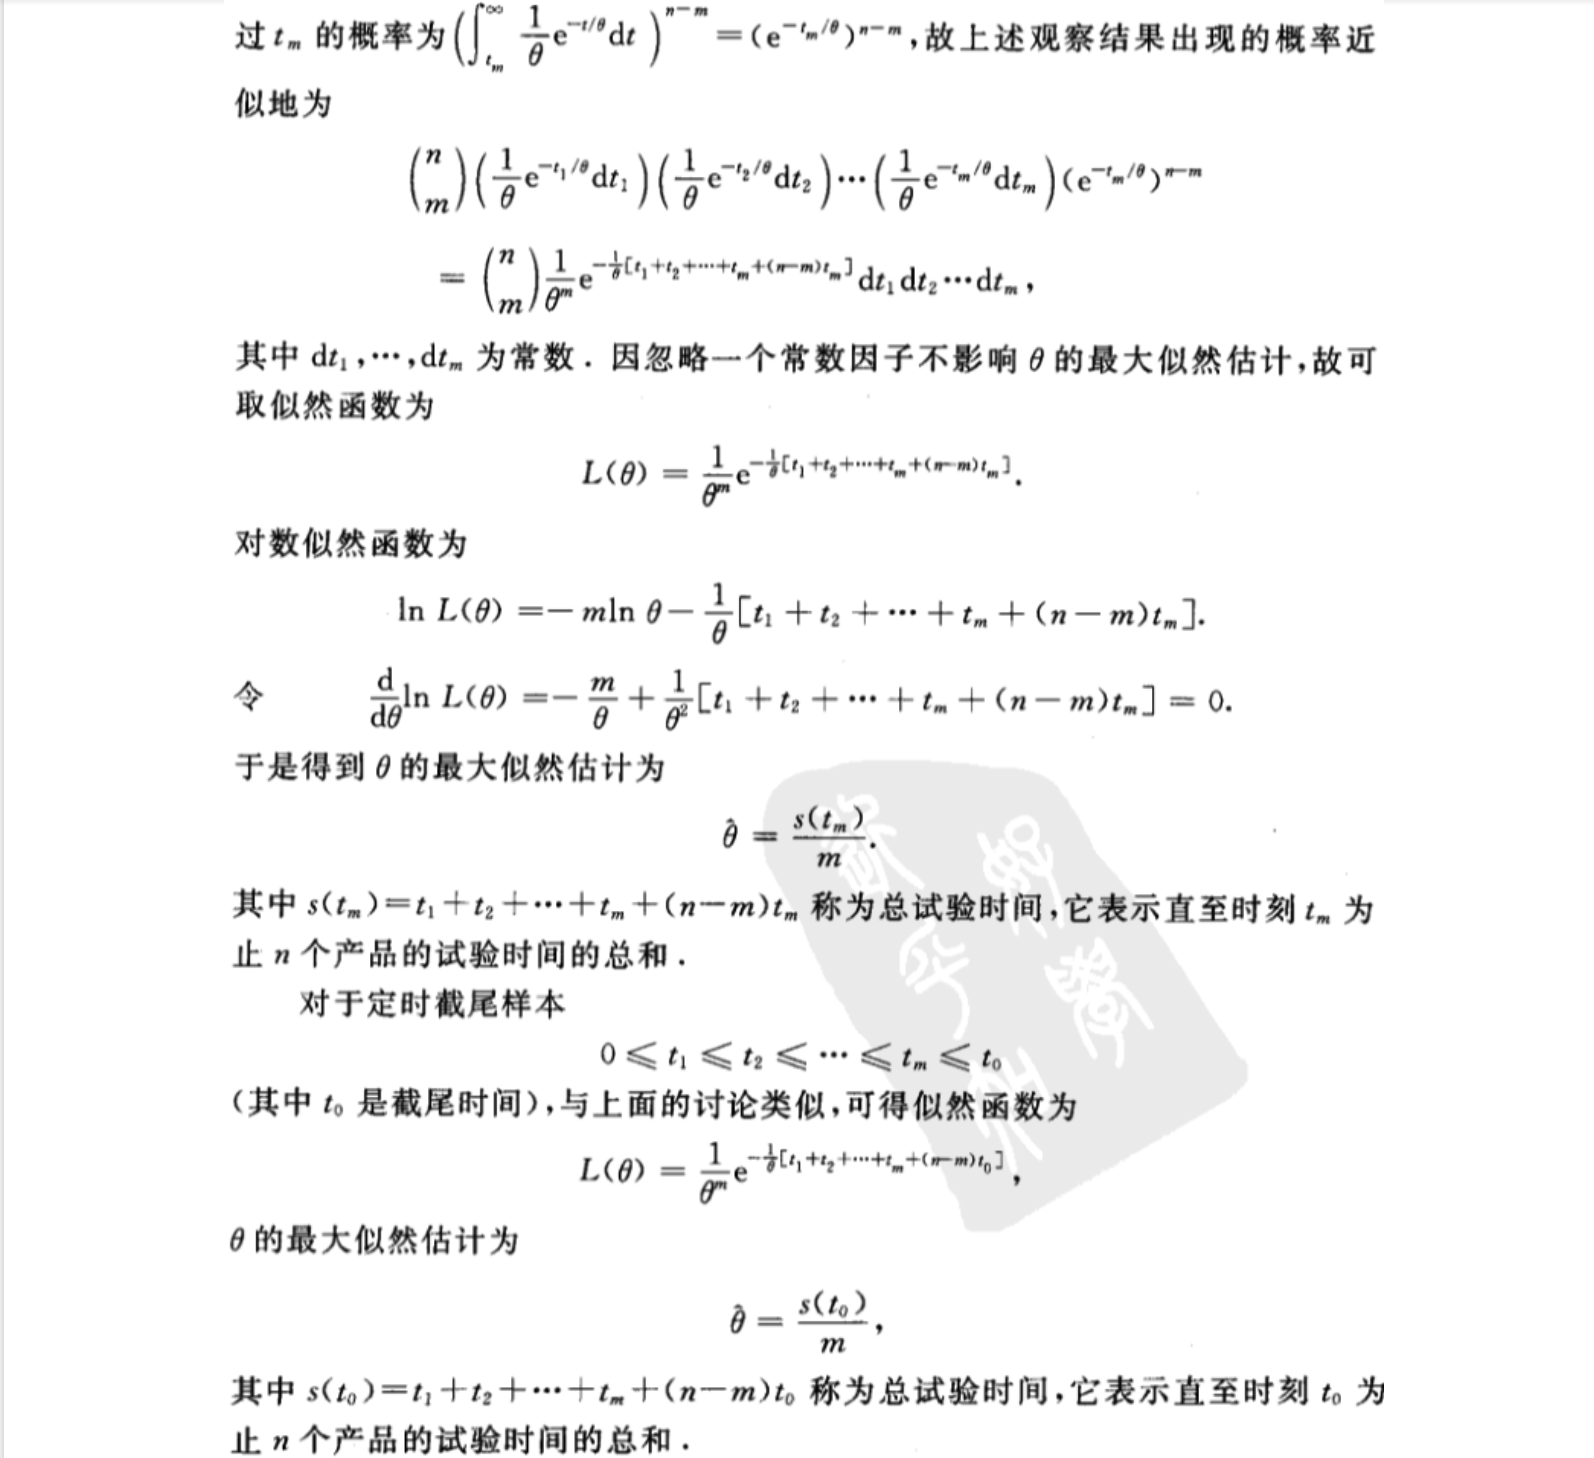 过 $t_m$ 的概率为 $\left(\int_{t_m}^{\infty} \frac{1}{\theta} e^{-t/\theta} dt\right)^{n-m} = (e^{-t_m/\theta})^{n-m}$,故上述观察结果出现的概率近
似地为
$\binom{n}{m}\left(\frac{1}{\theta}e^{-t_1/\theta}dt_1\right)\left(\frac{1}{\theta}e^{-t_2/\theta}dt_2\right)\cdots\left(\frac{1}{\theta}e^{-t_m/\theta}dt_m\right)(e^{-t_m/\theta})^{n-m}$
$= \binom{n}{m}\frac{1}{\theta^m}e^{-\frac{1}{\theta}[t_1+t_2+\cdots+t_m+(n-m)t_m]}dt_1dt_2\cdots dt_m,$
其中 $dt_1,\cdots,dt_m$ 为常数.因忽略一个常数因子不影响 $\theta$ 的最大似然估计,故可
取似然函数为
$L(\theta) = \frac{1}{\theta^m}e^{-\frac{1}{\theta}[t_1+t_2+\cdots+t_m+(n-m)t_m]}.$
对数似然函数为
$\ln L(\theta) = -m\ln\theta - \frac{1}{\theta}[t_1+t_2+\cdots+t_m+(n-m)t_m].$
令 $\frac{d}{d\theta}\ln L(\theta) = -\frac{m}{\theta} + \frac{1}{\theta^2}[t_1+t_2+\cdots+t_m+(n-m)t_m] = 0.$
于是得到 $\theta$ 的最大似然估计为
$\hat{\theta} = \frac{s(t_m)}{m}.$
其中 $s(t_m)=t_1+t_2+\cdots+t_m+(n-m)t_m$ 称为总试验时间,它表示直至时刻 $t_m$ 为
止 $n$ 个产品的试验时间的总和.
对于定时截尾样本
$0 \leqslant t_1 \leqslant t_2 \leqslant \cdots \leqslant t_m \leqslant t_0$
(其中 $t_0$ 是截尾时间),与上面的讨论类似,可得似然函数为
$L(\theta) = \frac{1}{\theta^m}e^{-\frac{1}{\theta}[t_1+t_2+\cdots+t_m+(n-m)t_0]},$
$\theta$ 的最大似然估计为
$\hat{\theta} = \frac{s(t_0)}{m},$
其中 $s(t_0)=t_1+t_2+\cdots+t_m+(n-m)t_0$ 称为总试验时间,它表示直至时刻 $t_0$ 为
止 $n$ 个产品的试验时间的总和.